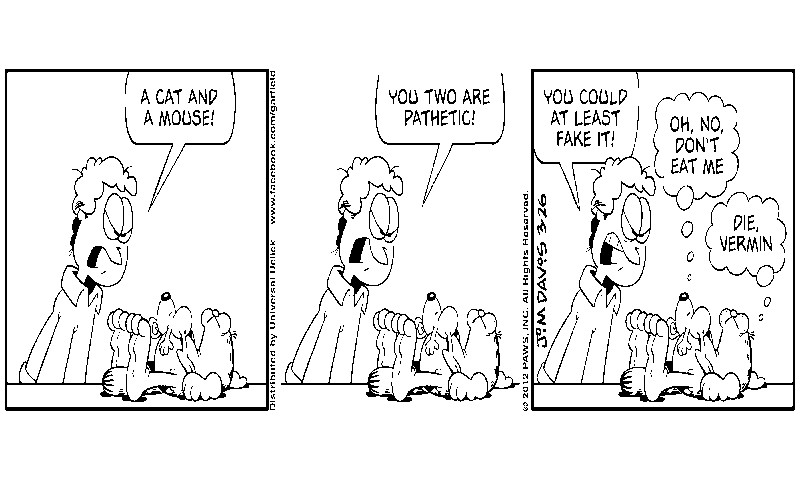 A CAT AND
A MOUSE!
Distributed by Universal Uclick www.facebook.com/garfield
YOU TWO ARE
PATHETIC!
© 2012 PAWS, INC. All Rights Reserved.
JIM DAVIS 3-26
YOU COULD
AT LEAST
FAKE IT!
OH, NO,
DON'T
EAT ME
DIE,
VERMIN